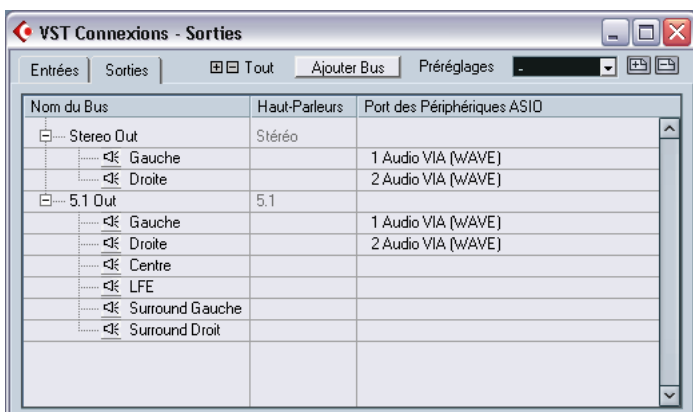 VST Connexions - Sorties
Entrées Sorties Tout Ajouter Bus Préréglages -
Nom du Bus Haut-Parleurs Port des Périphériques ASIO
Stereo Out Stéréo
Gauche 1 Audio VIA (WAVE)
Droite 2 Audio VIA (WAVE)
5.1 Out 5.1
Gauche 1 Audio VIA (WAVE)
Droite 2 Audio VIA (WAVE)
Centre
LFE
Surround Gauche
Surround Droit